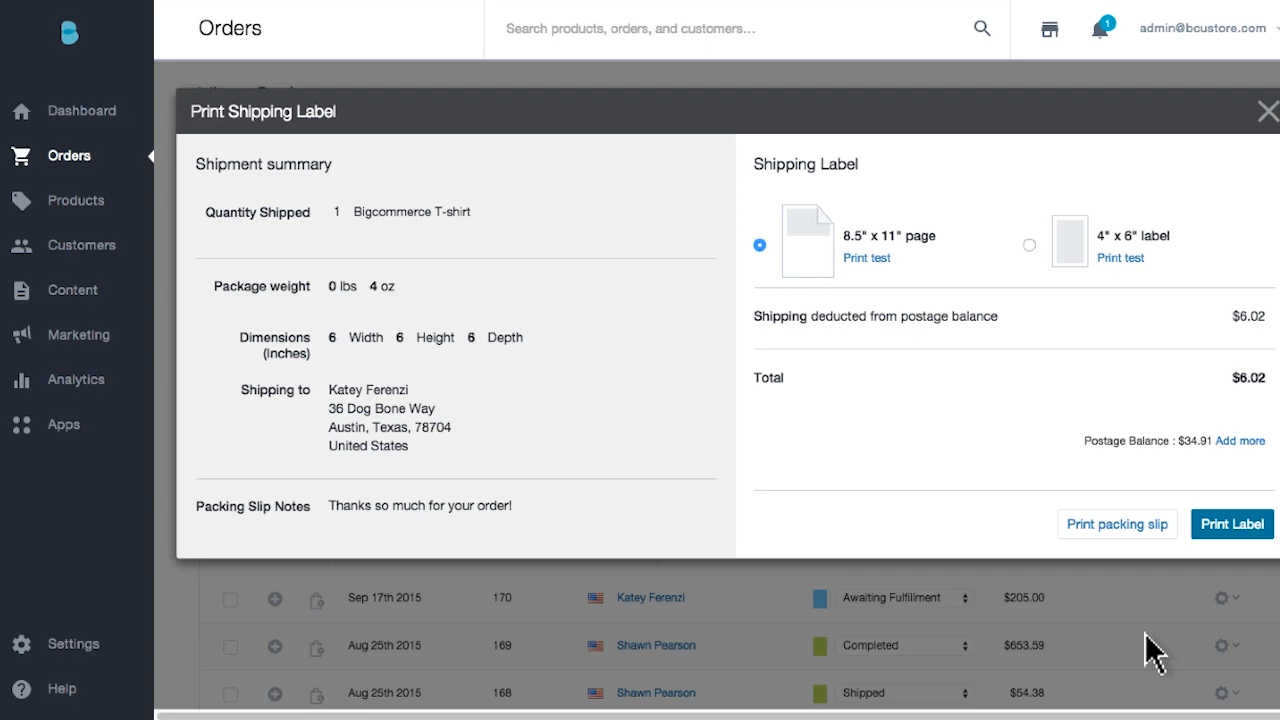 Orders
Search products, orders, and customers...
1
admin@bcustore.com
Dashboard
Orders
Products
Customers
Content
Marketing
Analytics
Apps
Settings
Help
Print Shipping Label
Shipment summary
Quantity Shipped 1 Bigcommerce T-shirt
Package weight 0 lbs 4 oz
Dimensions 6 Width 6 Height 6 Depth
(Inches)
Shipping to Katey Ferenzi
36 Dog Bone Way
Austin, Texas, 78704
United States
Packing Slip Notes Thanks so much for your order!
Shipping Label
8.5" x 11" page
Print test
4" x 6" label
Print test
Shipping deducted from postage balance $6.02
Total $6.02
Postage Balance : $34.91 Add more
Print packing slip
Print Label
Sep 17th 2015 170 Katey Ferenzi Awaiting Fulfillment $205.00
Aug 25th 2015 169 Shawn Pearson Completed $653.59
Aug 25th 2015 168 Shawn Pearson Shipped $54.38